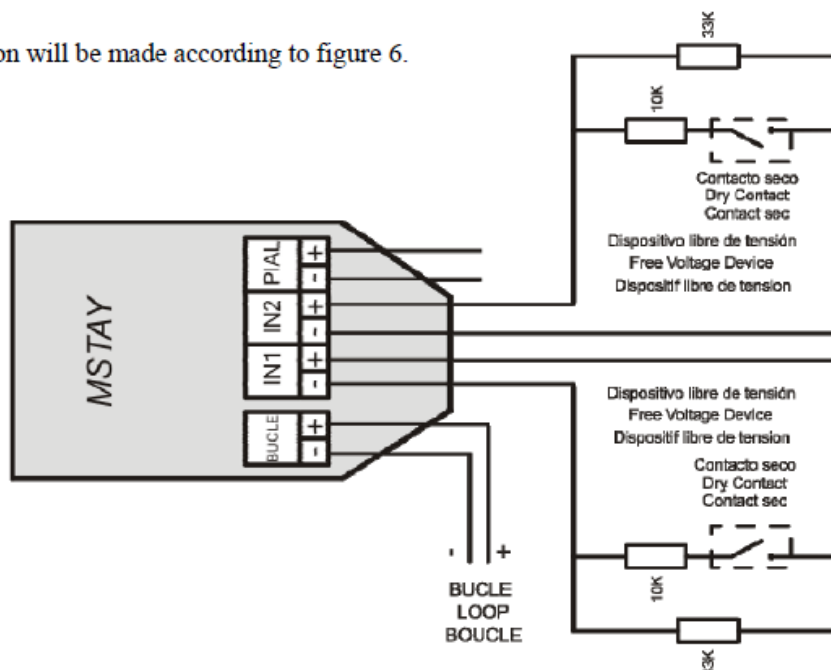 on will be made according to figure 6.
33K
10K
Contacto seco
Dry Contact
Contact sec
Dispositivo libre de tensión
Free Voltage Device
Dispositif libre de tension
MSTAY
PIAL
+
-
IN2
+
-
IN1
+
-
BUCLE
+
-
Dispositivo libre de tensión
Free Voltage Device
Dispositif libre de tension
Contacto seco
Dry Contact
Contact sec
- +
BUCLE
LOOP
BOUCLE
10K
3K